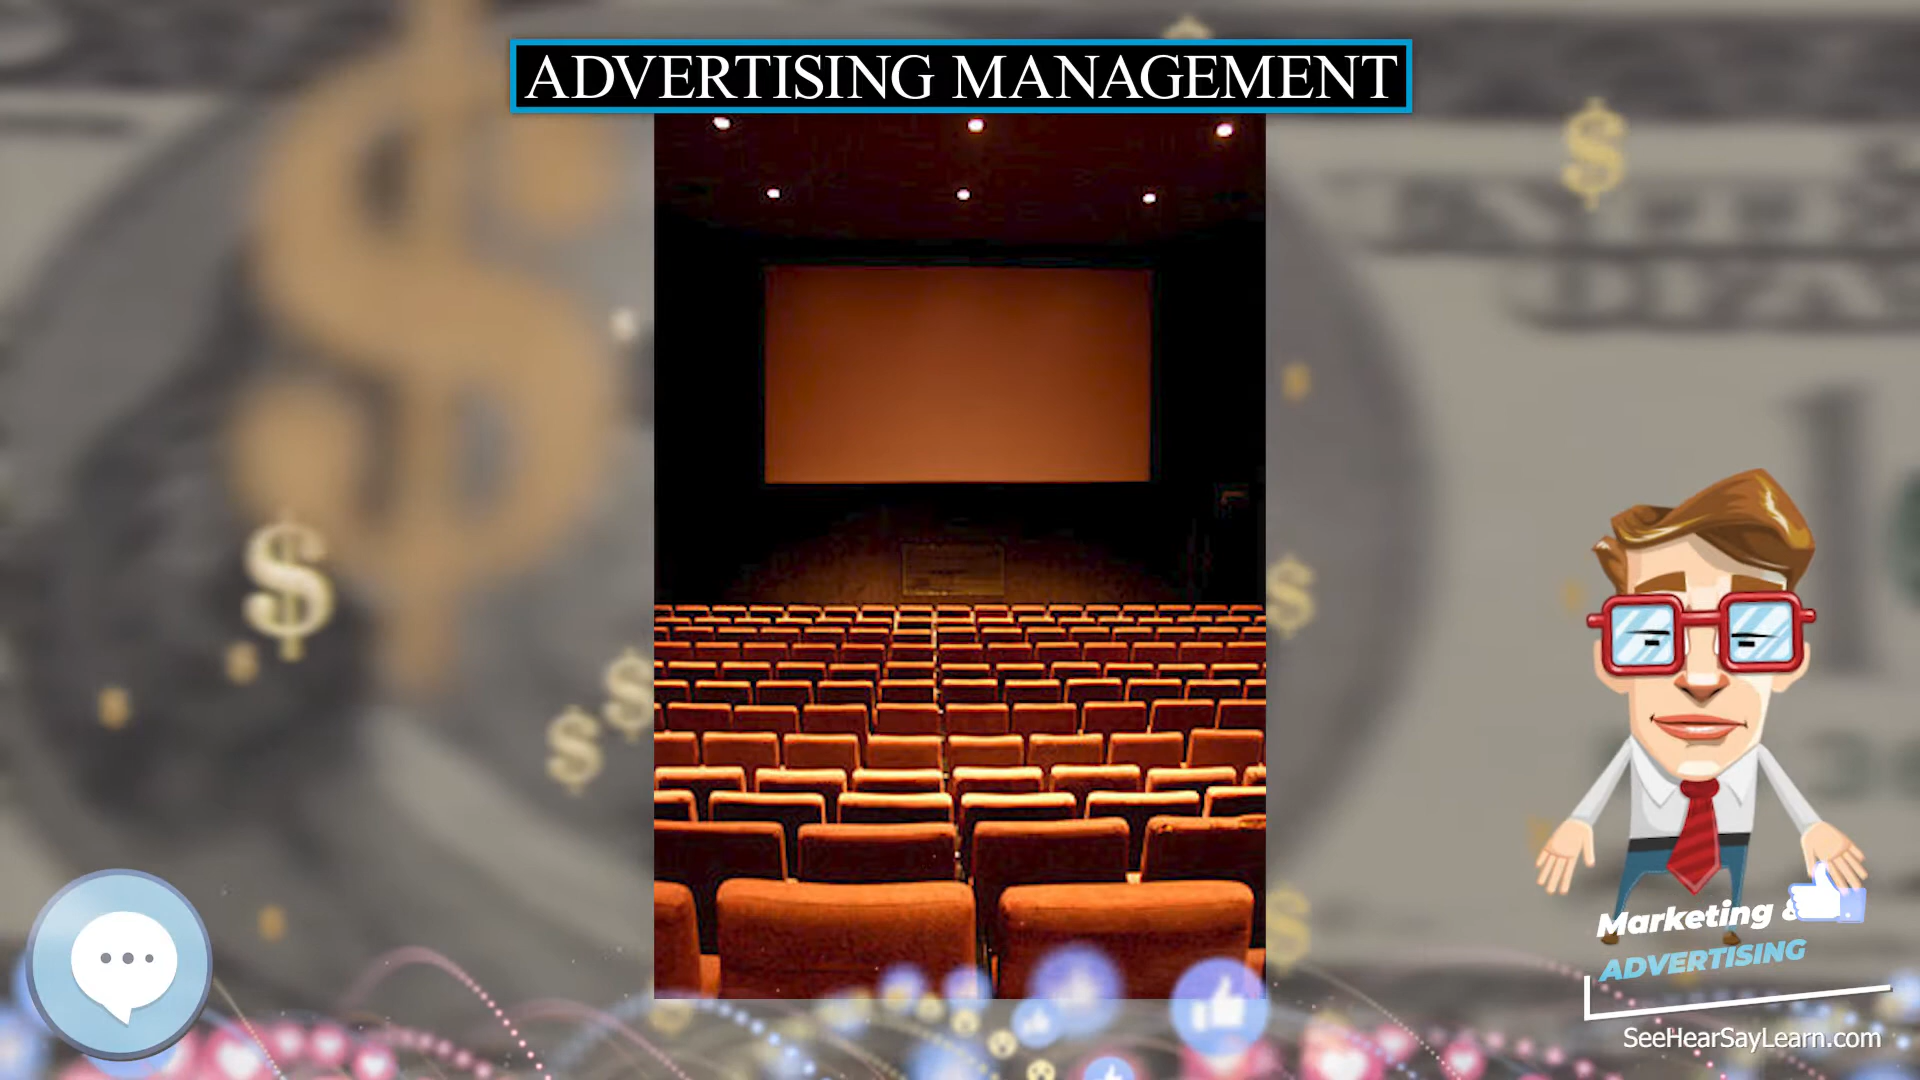 ADVERTISING MANAGEMENT
Marketing &
ADVERTISING
SeeHearSayLearn.com